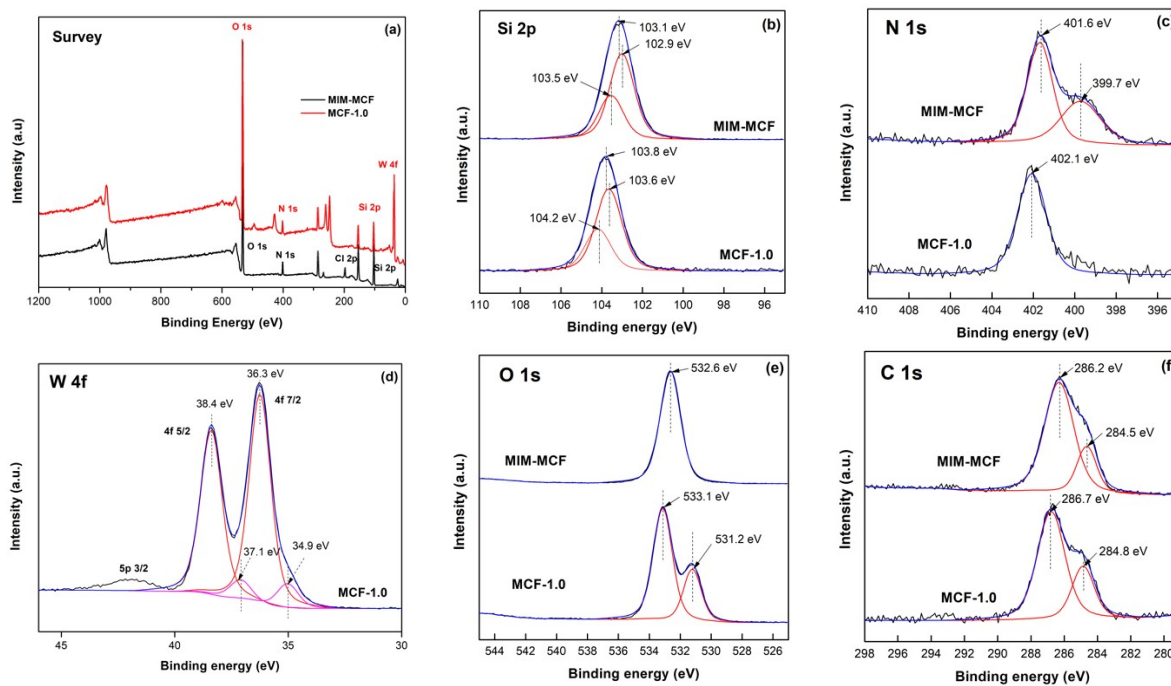 Survey
(a)
O 1s
MIM-MCF
MCF-1.0
W 4f
N 1s
Si 2p
O 1s
N 1s
Cl 2p
Si 2p
Intensity (a.u)
1200 1000 800 600 400 200 0
Binding Energy (eV)
Si 2p
(b)
103.1 eV
102.9 eV
103.5 eV
MIM-MCF
103.8 eV
103.6 eV
104.2 eV
MCF-1.0
Intensity (a.u.)
110 108 106 104 102 100 98 96
Binding energy (eV)
N 1s
(c)
401.6 eV
399.7 eV
MIM-MCF
402.1 eV
MCF-1.0
Intensity (a.u.)
410 408 406 404 402 400 398 396
Binding energy (eV)
W 4f
(d)
36.3 eV
38.4 eV
4f 7/2
4f 5/2
37.1 eV
34.9 eV
5p 3/2
MCF-1.0
Intensity (a.u.)
45 40 35 30
Binding energy (eV)
O 1s
(e)
532.6 eV
MIM-MCF
533.1 eV
531.2 eV
MCF-1.0
Intensity (a.u.)
544 542 540 538 536 534 532 530 528 526
Binding energy (eV)
C 1s
(f
286.2 eV
284.5 eV
MIM-MCF
286.7 eV
284.8 eV
MCF-1.0
Intensity (a.u.)
298 296 294 292 290 288 286 284 282 280
Binding energy (eV)